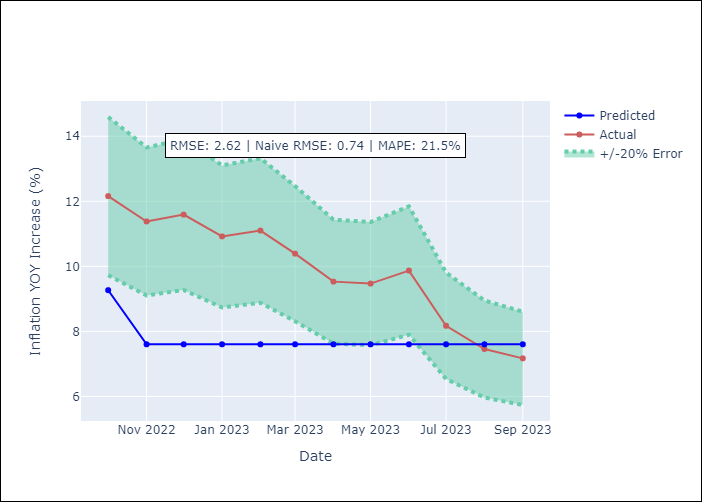 Predicted
Actual
+/-20% Error
RMSE: 2.62 | Naive RMSE: 0.74 | MAPE: 21.5%
Inflation YOY Increase (%)
14
12
10
8
6
Nov 2022
Jan 2023
Mar 2023
May 2023
Jul 2023
Sep 2023
Date